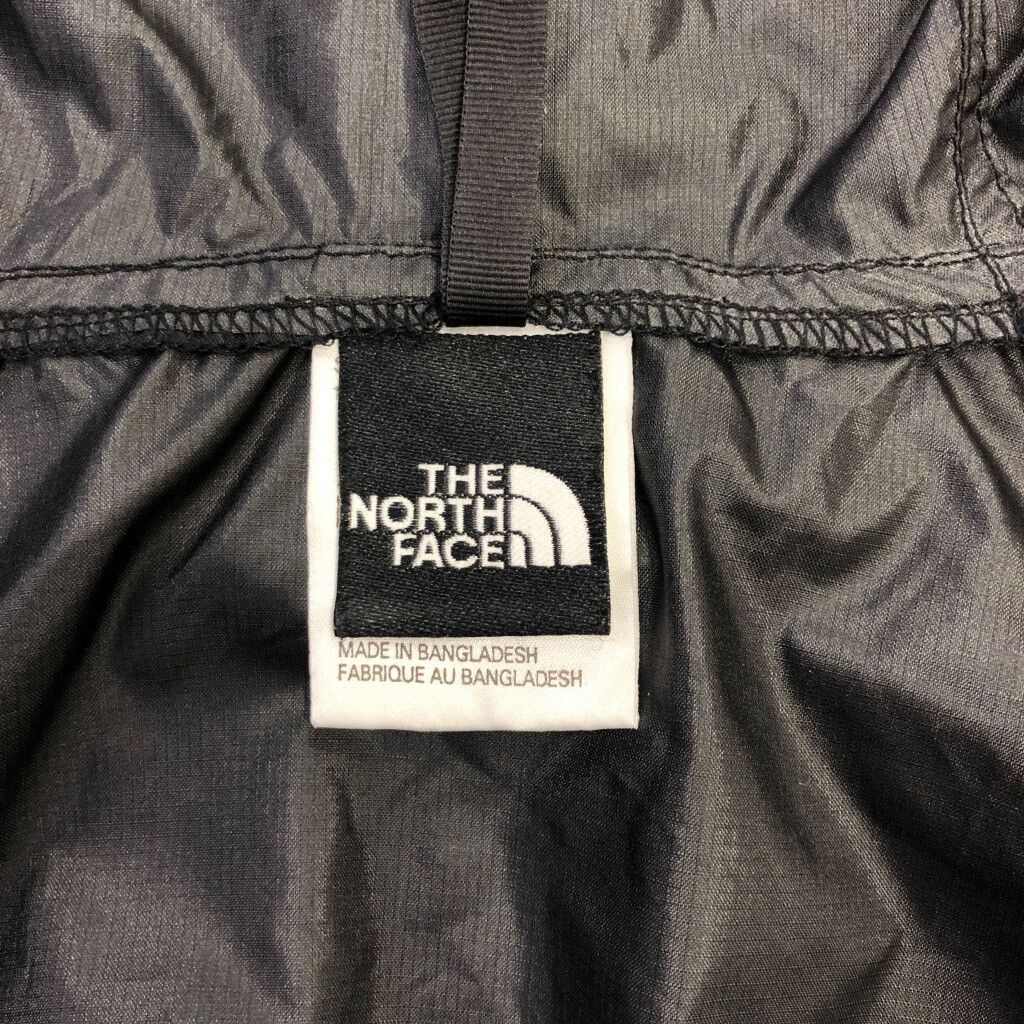 THE
NORTH
FACE
MADE IN BANGLADESH
FABRIQUE AU BANGLADESH